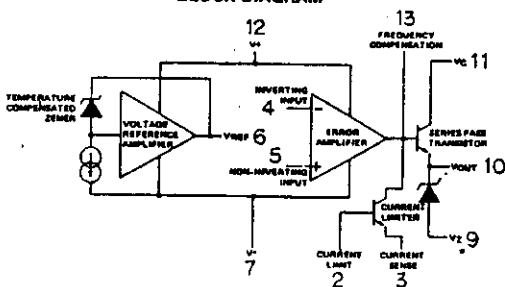 BLOCK DIAGRAM
13
FREQUENCY
COMPENSATION
12
V+
VC 11
TEMPERATURE
COMPENSATED
ZENER
INVERTING
INPUT
4
-
VOLTAGE
REFERENCE
AMPLIFIER
VREF 6
ERROR
AMPLIFIER
SERIES PASS
TRANSISTOR
5
+
NON-INVERTING
INPUT
VOUT 10
CURRENT
LIMITER
V-
7
VZ 9
CURRENT
LIMIT
2
CURRENT
SENSE
3